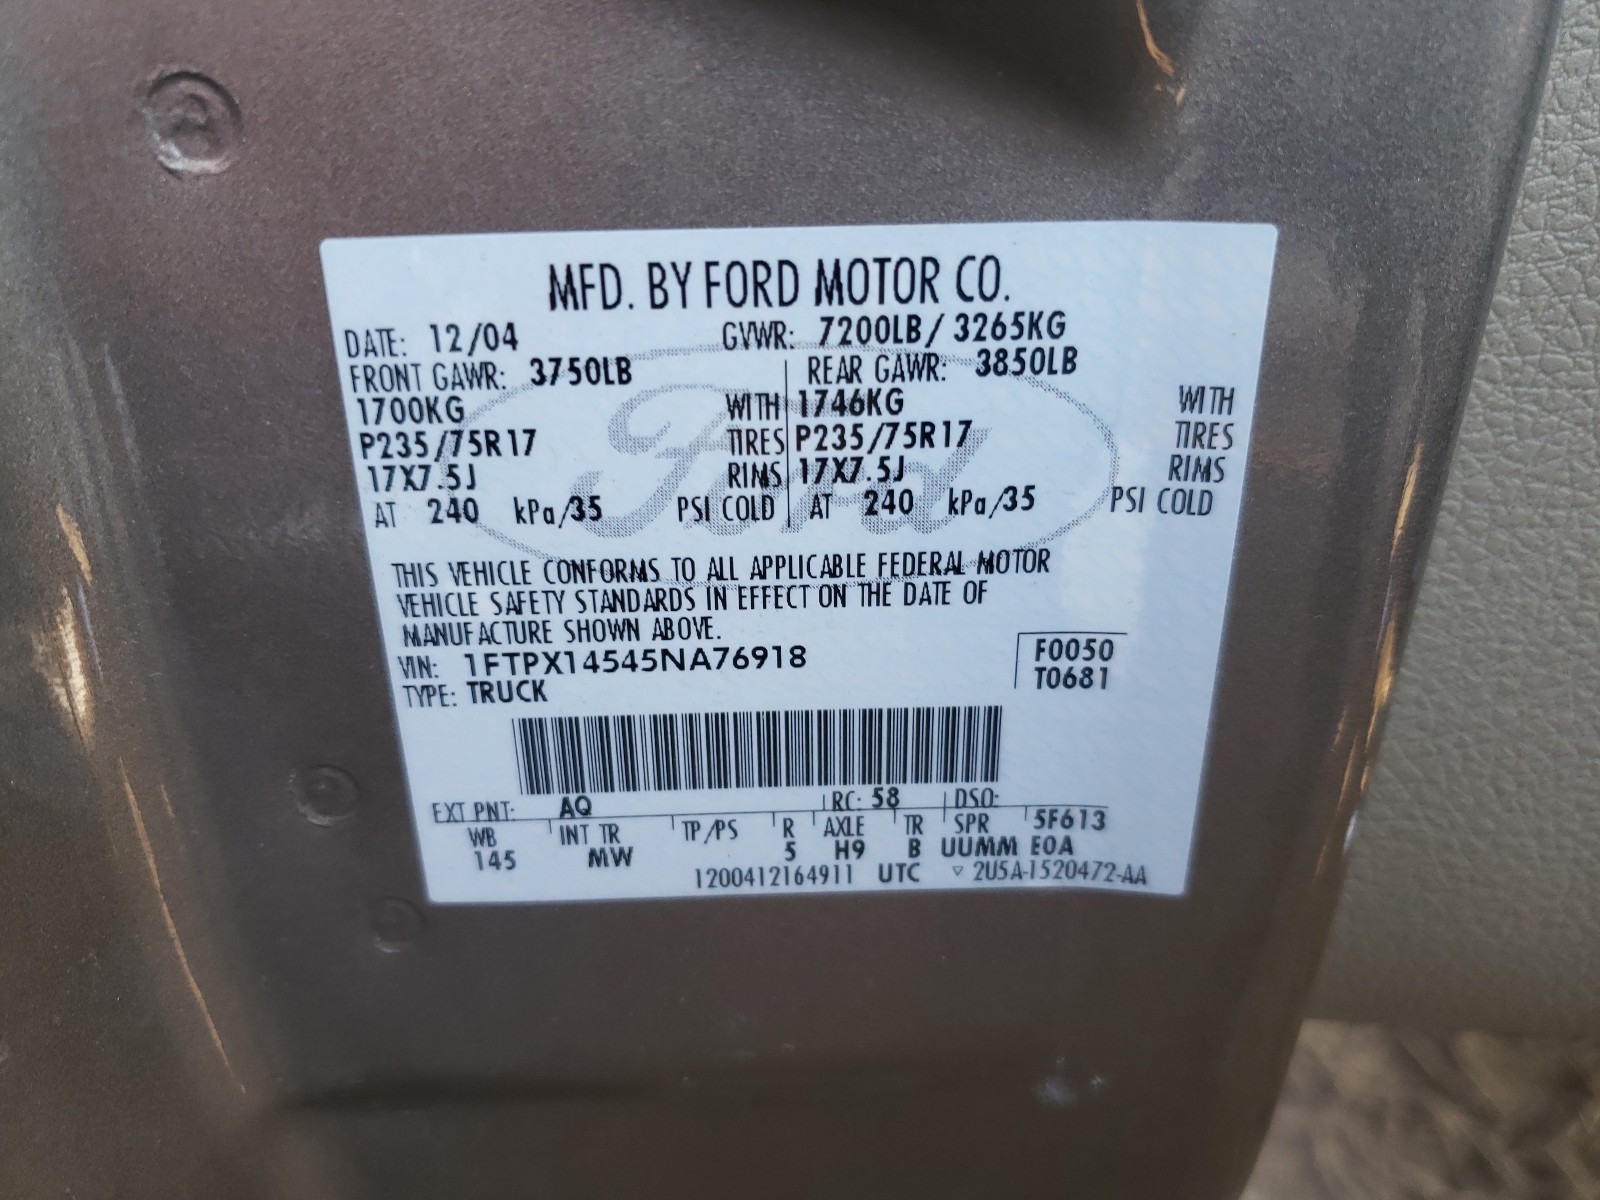 MFD. BY FORD MOTOR CO.
DATE: 12/04 GVWR: 7200LB/ 3265KG
FRONT GAWR: 3750LB REAR GAWR: 3850LB
1700KG WITH 1746KG WITH
P235/75R17 TIRES P235/75R17 TIRES
17X7.5J RIMS 17X7.5J RIMS
AT 240 kPa/35 PSI COLD AT 240 kPa/35 PSI COLD
Ford
THIS VEHICLE CONFORMS TO ALL APPLICABLE FEDERAL MOTOR
VEHICLE SAFETY STANDARDS IN EFFECT ON THE DATE OF
MANUFACTURE SHOWN ABOVE.
VIN: 1FTPX14545NA76918 F0050
TYPE: TRUCK T0681
EXT PNT: AQ RC: 58 DSO:
WB INT TR TP/PS R AXLE TR SPR 5F613
145 MW 5 H9 B UUMM EOA
1200412164911 UTC ▽ 2U5A-1520472-AA